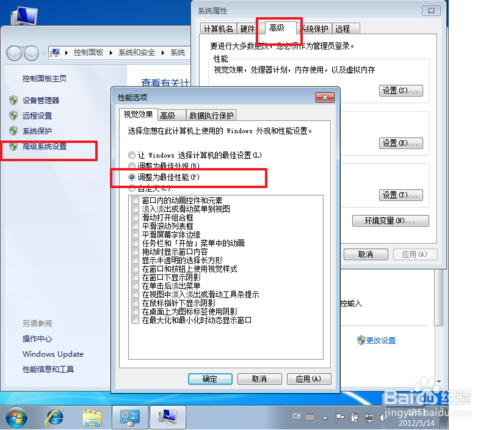 系统属性
计算机名 硬件 高级 系统保护 远程
要进行大多数更改，您必须作为管理员登录。
性能
视觉效果，处理器计划，内存使用，以及虚拟内存
设置(S)...
设置(E)...
设置(T)...
环境变量(N)...
取消 应用(A)
控制面板 系统和安全 系统
控制面板主页
查看有关计
设备管理器
远程设置
系统保护
高级系统设置
性能选项
视觉效果 高级 数据执行保护
选择您想在此计算机上使用的 Windows 外观和性能设置。
让 Windows 选择计算机的最佳设置(L)
调整为最佳外观(B)
调整为最佳性能(P)
自定义(C):
窗口内的动画控件和元素
淡入淡出或滑动菜单到视图
滑动打开组合框
平滑滚动列表框
平滑屏幕字体边缘
任务栏和「开始」菜单中的动画
拖动时显示窗口内容
显示半透明的选择长方形
在窗口和按钮上使用视觉样式
在窗口下显示阴影
在单击后淡出菜单
在视图中淡入淡出或滑动工具条提示
在鼠标指针下显示阴影
在桌面上为图标标签使用阴影
在最大化和最小化时动态显示窗口
确定 取消 应用(A)
控输入
更改设置
另请参阅
操作中心
Windows Update
性能信息和工具
CH
2012/5/14
Baidu 经验
jingyan.baidu.com